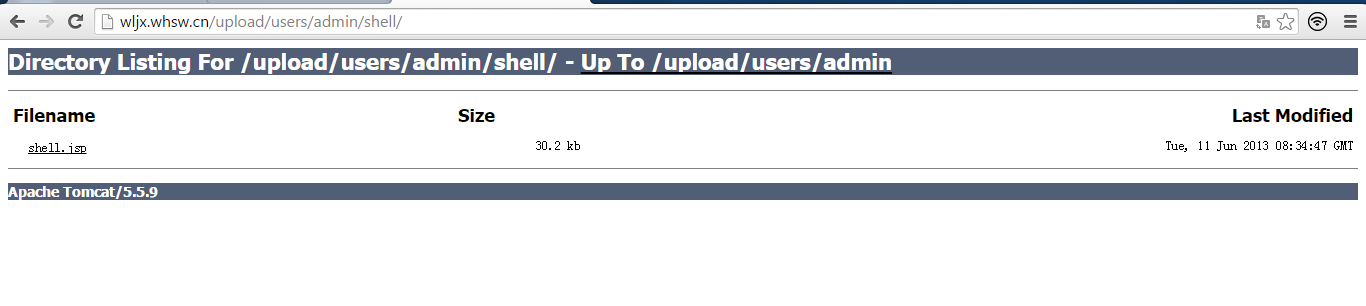 wljx.whsw.cn/upload/users/admin/shell/
Directory Listing For /upload/users/admin/shell/ - Up To /upload/users/admin
Filename Size Last Modified
shell.jsp 30.2 kb Tue, 11 Jun 2013 08:34:47 GMT
Apache Tomcat/5.5.9